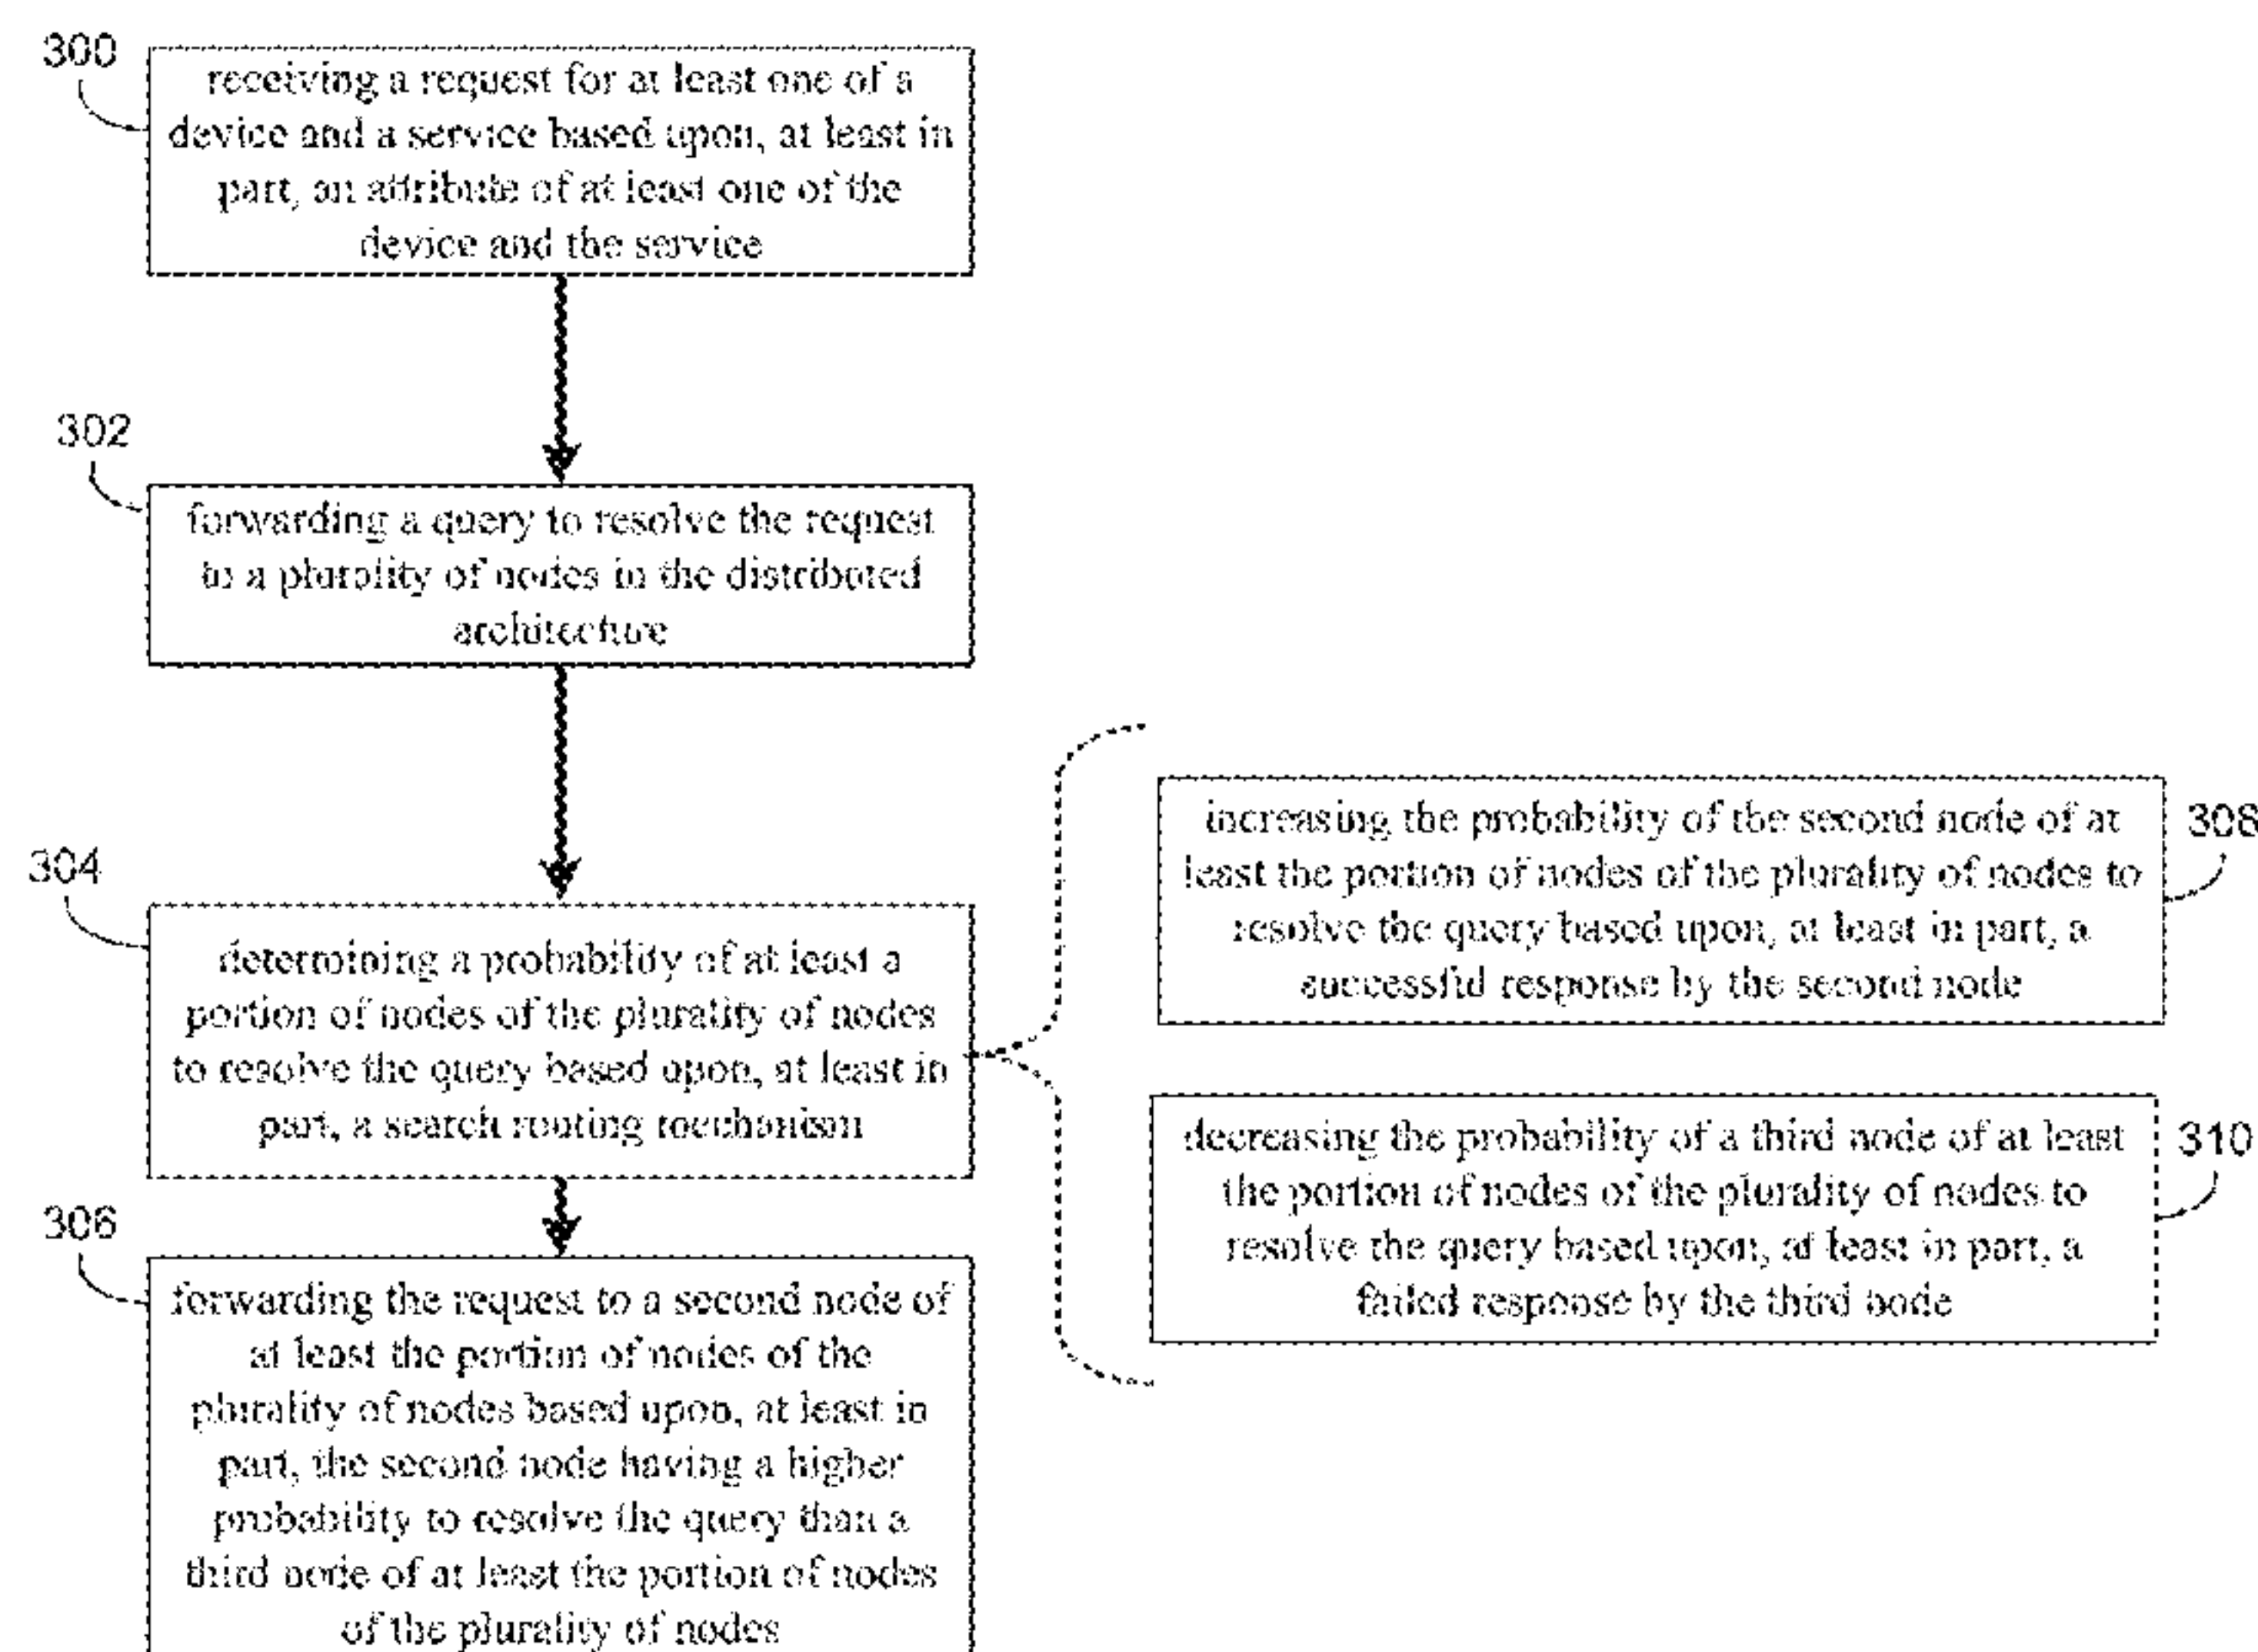 300
receiving a request for at least one of a
device and a service based upon, at least in
part, an attribute of at least one of the
device and the service
302
forwarding a query to resolve the request
to a plurality of nodes in the distributed
architecture
304
determining a probability of at least a
portion of nodes of the plurality of nodes
to resolve the query based upon, at least in
part, a search routing mechanism
306
forwarding the request to a second node of
at least the portion of nodes of the
plurality of nodes based upon, at least in
part, the second node having a higher
probability to resolve the query than a
third node of at least the portion of nodes
of the plurality of nodes
increasing the probability of the second node of at
least the portion of nodes of the plurality of nodes to
resolve the query based upon, at least in part, a
successful response by the second node
308
decreasing the probability of a third node of at least
the portion of nodes of the plurality of nodes to
resolve the query based upon, at least in part, a
failed response by the third node
310